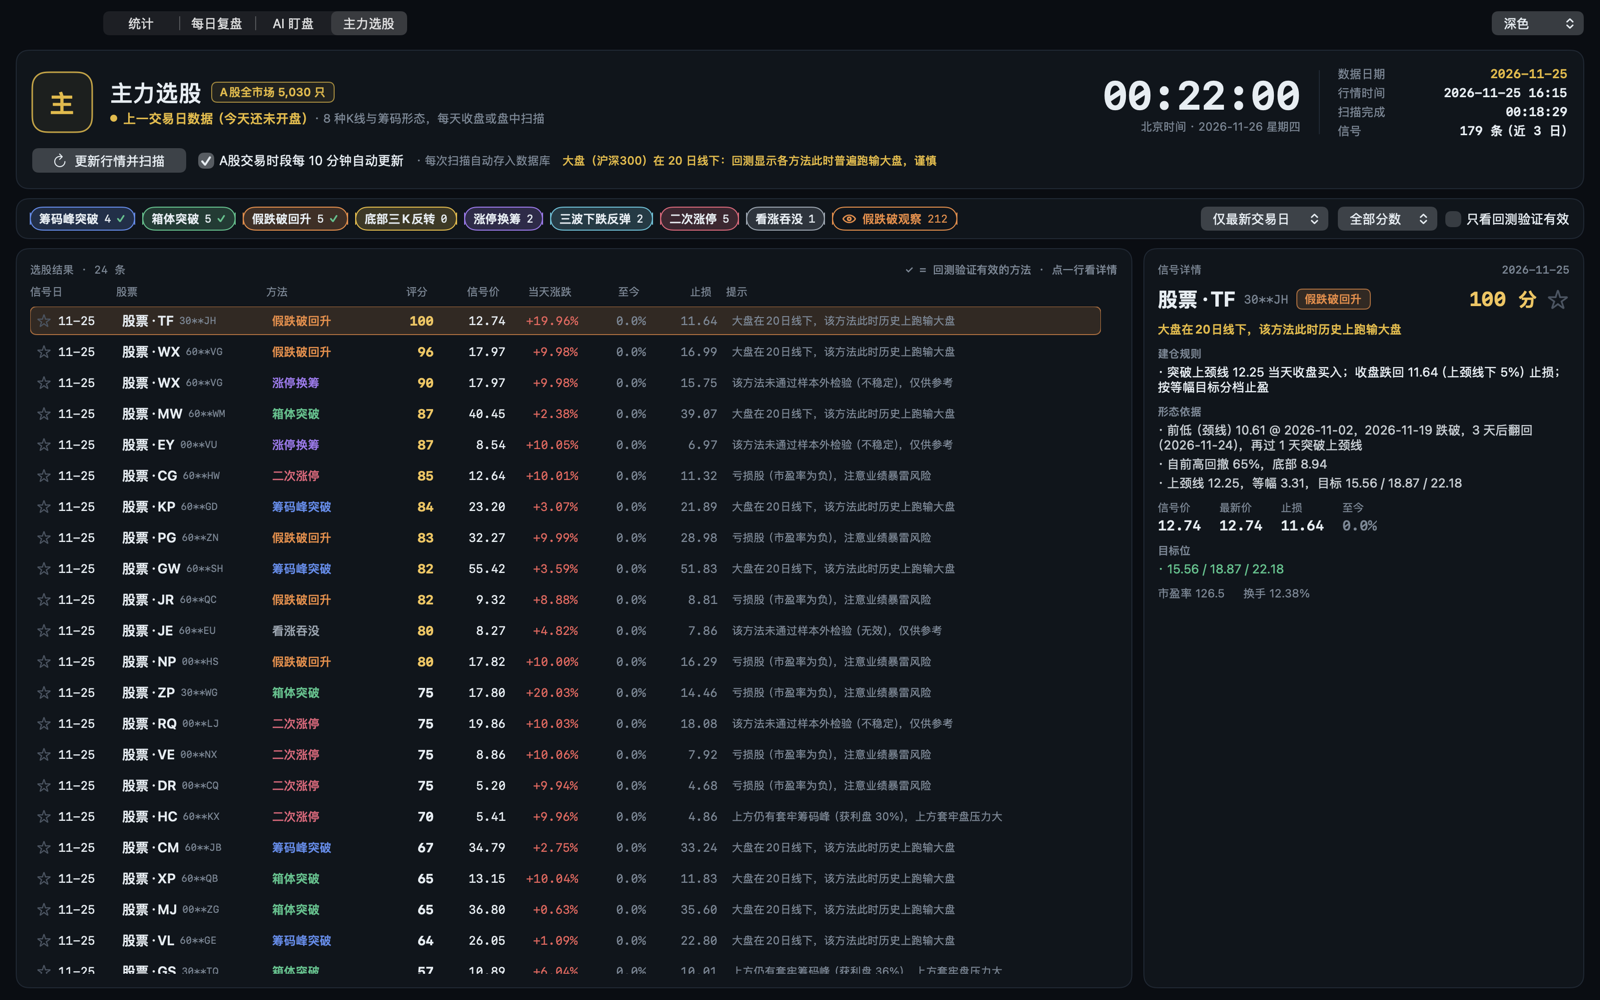 统计 每日复盘 AI 盯盘 主力选股 深色
主
主力选股 A股全市场 5,030 只
上一交易日数据（今天还未开盘） · 8 种K线与筹码形态，每天收盘或盘中扫描
00:22:00
北京时间 · 2026-11-26 星期四
数据日期 2026-11-25
行情时间 2026-11-25 16:15
扫描完成 00:18:29
信号 179 条(近 3 日)
更新行情并扫描 A股交易时段每 10 分钟自动更新 · 每次扫描自动存入数据库 大盘（沪深300）在 20 日线下：回测显示各方法此时普遍跑输大盘，谨慎
筹码峰突破 4 ✓ 箱体突破 5 ✓ 假跌破回升 5 ✓ 底部三K反转 0 涨停换筹 2 三波下跌反弹 2 二次涨停 5 看涨吞没 1 假跌破观察 212 仅最新交易日 全部分数 只看回测验证有效
选股结果 · 24 条 ✓ = 回测验证有效的方法 · 点一行看详情
信号日 股票 方法 评分 信号价 当天涨跌 至今 止损 提示
11-25 股票·TF 30**JH 假跌破回升 100 12.74 +19.96% 0.0% 11.64 大盘在20日线下，该方法此时历史上跑输大盘
11-25 股票·WX 60**VG 假跌破回升 96 17.97 +9.98% 0.0% 16.99 大盘在20日线下，该方法此时历史上跑输大盘
11-25 股票·WX 60**VG 涨停换筹 90 17.97 +9.98% 0.0% 15.75 该方法未通过样本外检验（不稳定），仅供参考
11-25 股票·MW 60**WM 箱体突破 87 40.45 +2.38% 0.0% 39.07 大盘在20日线下，该方法此时历史上跑输大盘
11-25 股票·EY 00**VU 涨停换筹 87 8.54 +10.05% 0.0% 6.97 该方法未通过样本外检验（不稳定），仅供参考
11-25 股票·CG 60**HW 二次涨停 85 12.64 +10.01% 0.0% 11.32 亏损股（市盈率为负），注意业绩暴雷风险
11-25 股票·KP 60**GD 筹码峰突破 84 23.20 +3.07% 0.0% 21.89 大盘在20日线下，该方法此时历史上跑输大盘
11-25 股票·PG 60**ZN 假跌破回升 83 32.27 +9.99% 0.0% 28.98 亏损股（市盈率为负），注意业绩暴雷风险
11-25 股票·GW 60**SH 筹码峰突破 82 55.42 +3.59% 0.0% 51.83 大盘在20日线下，该方法此时历史上跑输大盘
11-25 股票·JR 60**QC 假跌破回升 82 9.32 +8.88% 0.0% 8.81 亏损股（市盈率为负），注意业绩暴雷风险
11-25 股票·JE 60**EU 看涨吞没 80 8.27 +4.82% 0.0% 7.86 该方法未通过样本外检验（无效），仅供参考
11-25 股票·NP 00**HS 假跌破回升 80 17.82 +10.00% 0.0% 16.29 亏损股（市盈率为负），注意业绩暴雷风险
11-25 股票·ZP 30**WG 箱体突破 75 17.80 +20.03% 0.0% 14.46 亏损股（市盈率为负），注意业绩暴雷风险
11-25 股票·RQ 00**LJ 二次涨停 75 19.86 +10.03% 0.0% 18.08 该方法未通过样本外检验（不稳定），仅供参考
11-25 股票·VE 00**NX 二次涨停 75 8.86 +10.06% 0.0% 7.92 亏损股（市盈率为负），注意业绩暴雷风险
11-25 股票·DR 00**CQ 二次涨停 75 5.20 +9.94% 0.0% 4.68 亏损股（市盈率为负），注意业绩暴雷风险
11-25 股票·HC 60**KX 二次涨停 70 5.41 +9.96% 0.0% 4.86 上方仍有套牢筹码峰（获利盘 30%），上方套牢盘压力大
11-25 股票·CM 60**JB 筹码峰突破 67 34.79 +2.75% 0.0% 33.24 大盘在20日线下，该方法此时历史上跑输大盘
11-25 股票·XP 60**QB 箱体突破 65 13.15 +10.04% 0.0% 11.83 大盘在20日线下，该方法此时历史上跑输大盘
11-25 股票·MJ 00**ZG 箱体突破 65 36.80 +0.63% 0.0% 35.60 大盘在20日线下，该方法此时历史上跑输大盘
11-25 股票·VL 60**GE 筹码峰突破 64 26.05 +1.09% 0.0% 22.80 大盘在20日线下，该方法此时历史上跑输大盘
11-25 股票·GS 30**TQ 箱体突破 57 10.89 +6.04% 0.0% 10.01 上方仍有套牢筹码峰（获利盘 36%），上方套牢盘压力大
信号详情 2026-11-25
股票·TF 30**JH 假跌破回升 100 分
大盘在20日线下，该方法此时历史上跑输大盘
建仓规则
· 突破上颈线 12.25 当天收盘买入；收盘跌回 11.64 (上颈线下 5%) 止损；
按等幅目标分档止盈
形态依据
· 前低（颈线）10.61 @ 2026-11-02，2026-11-19 跌破，3 天后翻回
(2026-11-24)，再过 1 天突破上颈线
· 自前高回撤 65%，底部 8.94
· 上颈线 12.25，等幅 3.31，目标 15.56 / 18.87 / 22.18
信号价 最新价 止损 至今
12.74 12.74 11.64 0.0%
目标位
· 15.56 / 18.87 / 22.18
市盈率 126.5 换手 12.38%